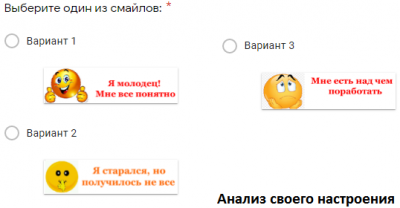 Выберите один из смайлов: *
Вариант 1
Я молодец!
Мне все понятно
Вариант 2
Я старался, но
получилось не все
Вариант 3
Мне есть над чем
поработать
Анализ своего настроения